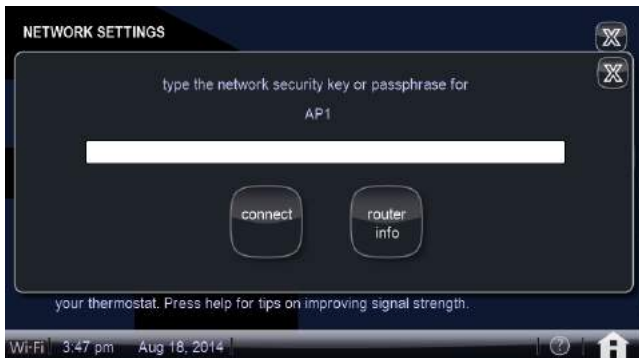 NETWORK SETTINGS
X
X
type the network security key or passphrase for
AP1
connect
router
info
your thermostat. Press help for tips on improving signal strength.
Wi-Fi 3:47 pm Aug 18, 2014 ?